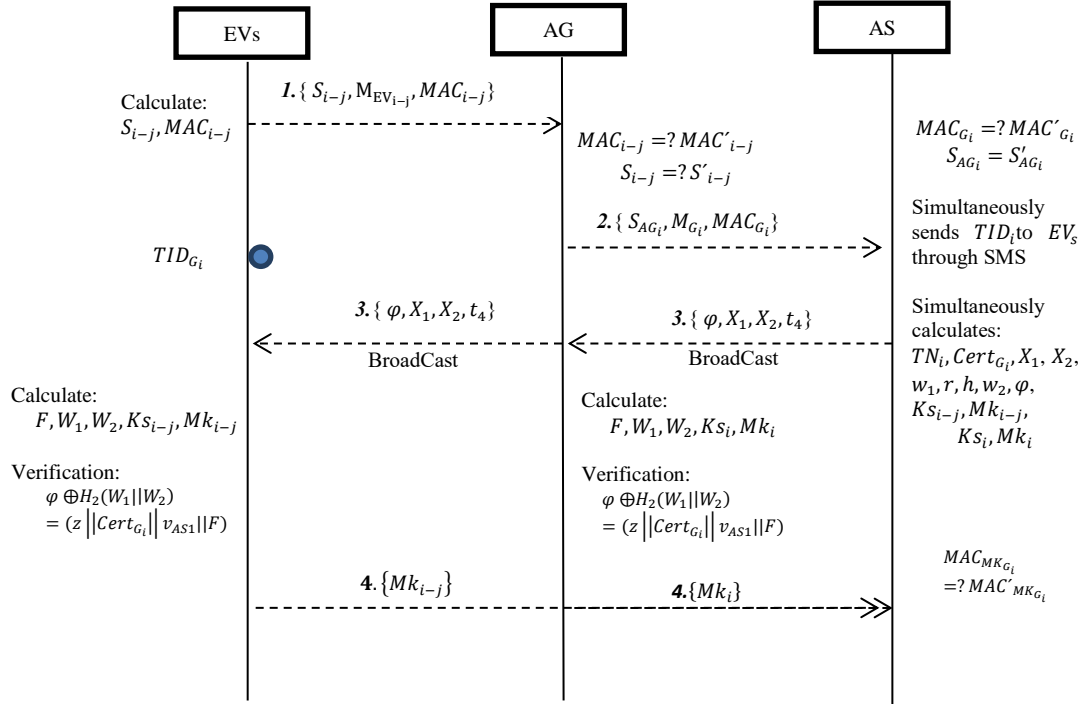 EVs
AG
AS
1.{ S_{i−j}, M_{EV_{i−j}}, MAC_{i−j}}
Calculate:
S_{i−j}, MAC_{i−j}
MAC_{i−j} =? MAC´_{i−j}
S_{i−j} =? S´_{i−j}
MAC_{G_i} =? MAC´_{G_i}
S_{AG_i} = S′_{AG_i}
2.{ S_{AG_i}, M_{G_i}, MAC_{G_i}}
Simultaneously
sends TID_i to EV_s
through SMS
TID_{G_i}
3.{ φ, X_1, X_2, t_4}
BroadCast
3.{ φ, X_1, X_2, t_4}
BroadCast
Simultaneously
calculates:
TN_i, Cert_{G_i}, X_1, X_2,
w_1, r, h, w_2, φ,
Ks_{i−j}, Mk_{i−j},
Ks_i, Mk_i
Calculate:
F, W_1, W_2, Ks_{i−j}, Mk_{i−j}
Calculate:
F, W_1, W_2, Ks_i, Mk_i
Verification:
φ ⊕H_2(W_1||W_2)
= (z ||Cert_{G_i}|| v_{AS1}||F)
Verification:
φ ⊕H_2(W_1||W_2)
= (z ||Cert_{G_i}|| v_{AS1}||F)
4.{Mk_{i−j}}
4.{Mk_i}
MAC_{MK_{G_i}}
=? MAC´_{MK_{G_i}}